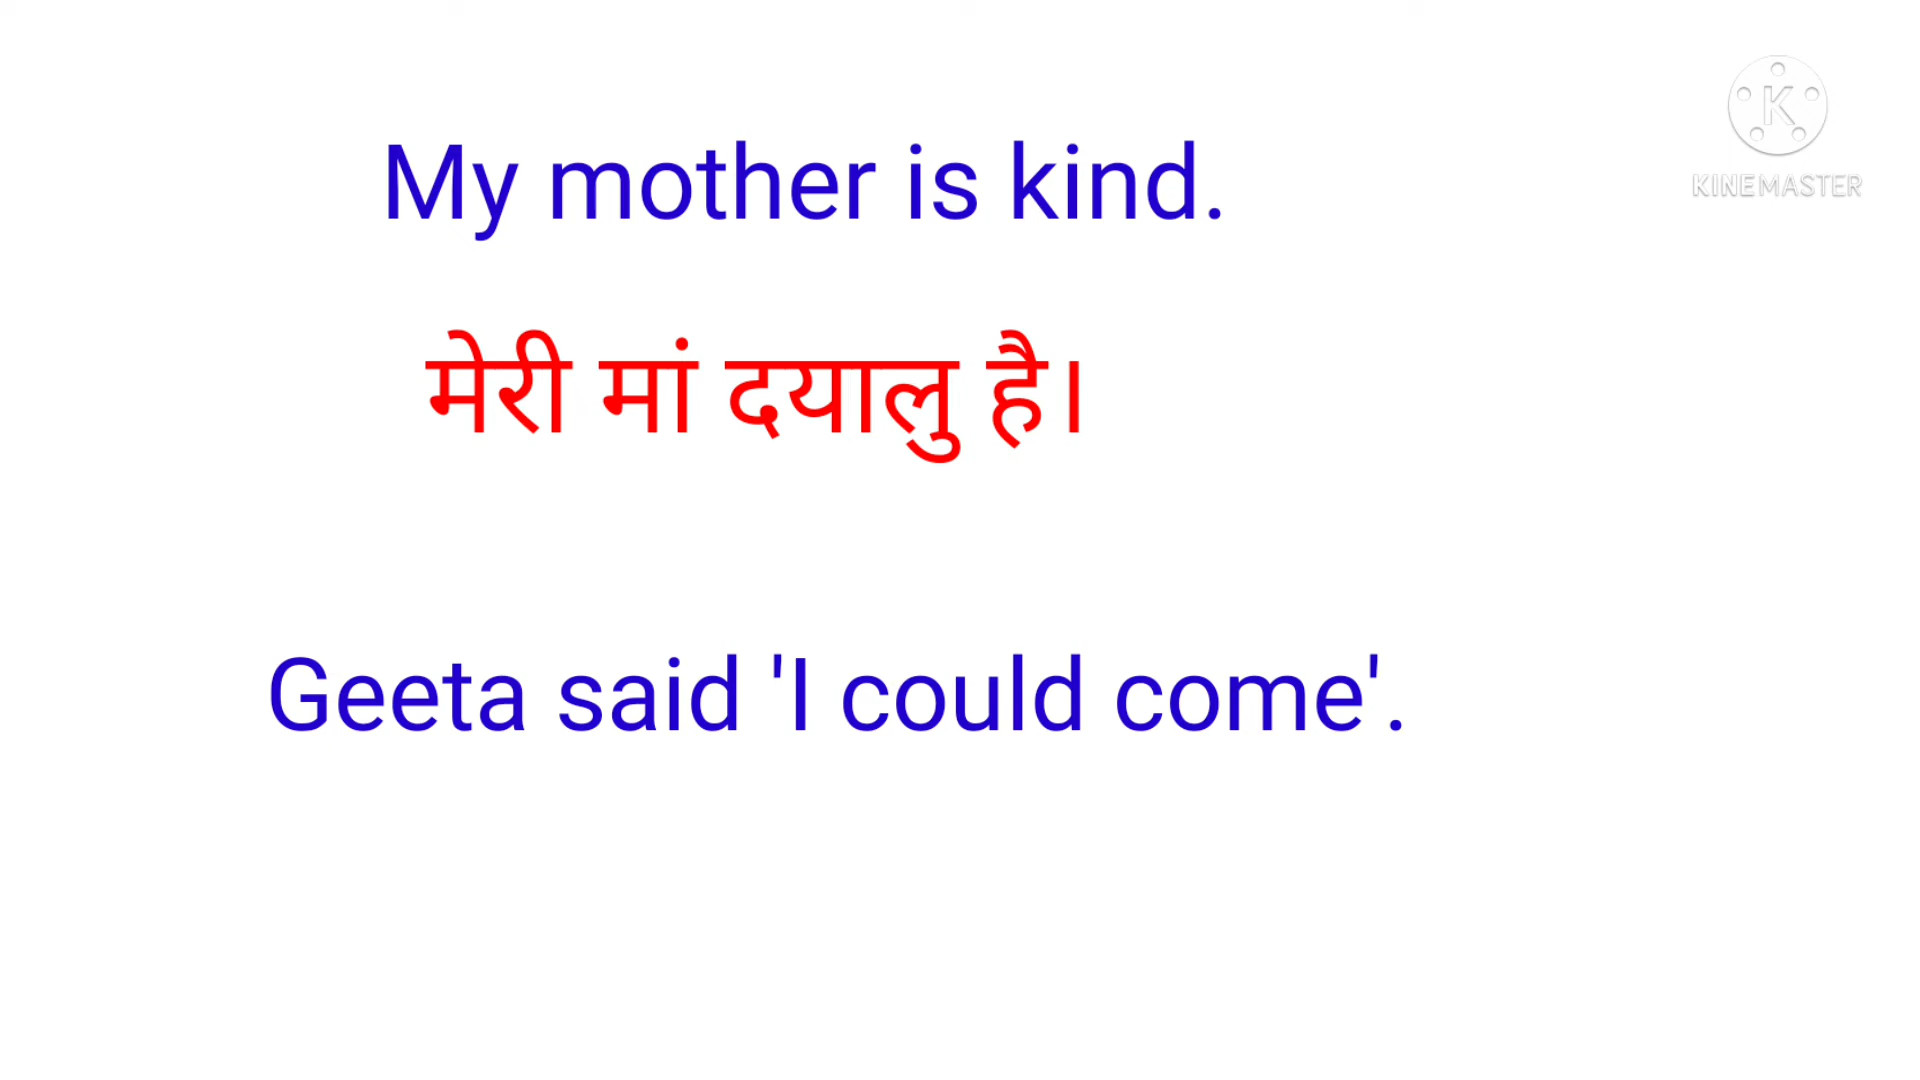 My mother is kind.
KINEMASTER
मेरी मां दयालु है।
Geeta said 'I could come'.